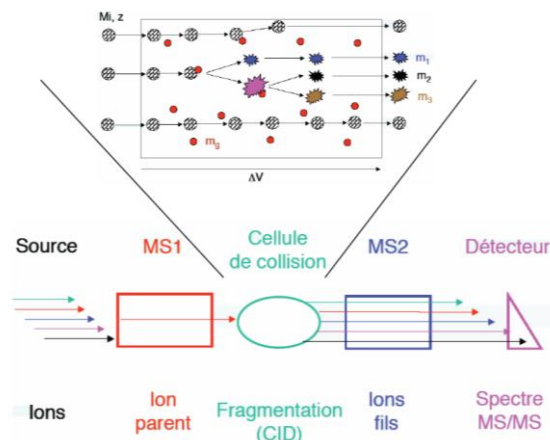 Mi, z
m₁
m₂
m₃
m_g
ΔV
Source
MS1
Cellule
de collision
MS2
Détecteur
Ions
Ion
parent
Fragmentation
(CID)
Ions
fils
Spectre
MS/MS